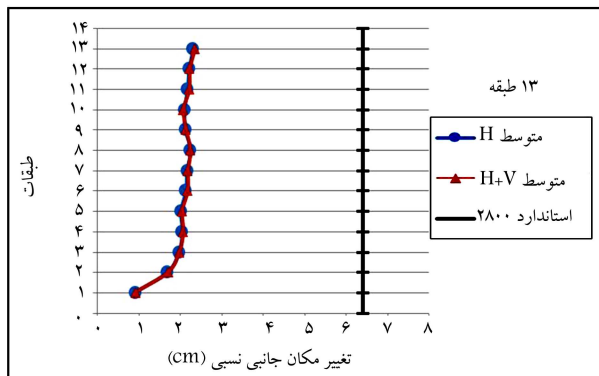 ۱۴
۱۳
۱۲
۱۱
۱۰
۹
۸
۷
۶
۵
۴
۳
۲
۱
۰
طبقات
۰ ۱ ۲ ۳ ۴ ۵ ۶ ۷ ۸
تغییر مکان جانبی نسبی (cm)
۱۳ طبقه
متوسط H
متوسط H+V
استاندارد ۲۸۰۰